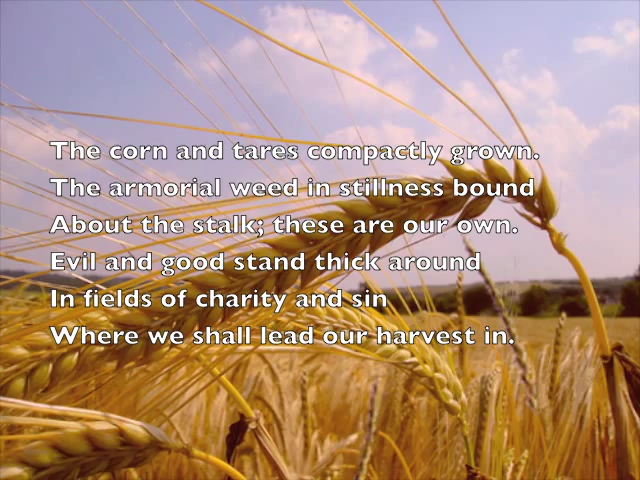 The corn and tares compactly grown.
The armorial weed in stillness bound
About the stalk; these are our own.
Evil and good stand thick around
In fields of charity and sin
Where we shall lead our harvest in.